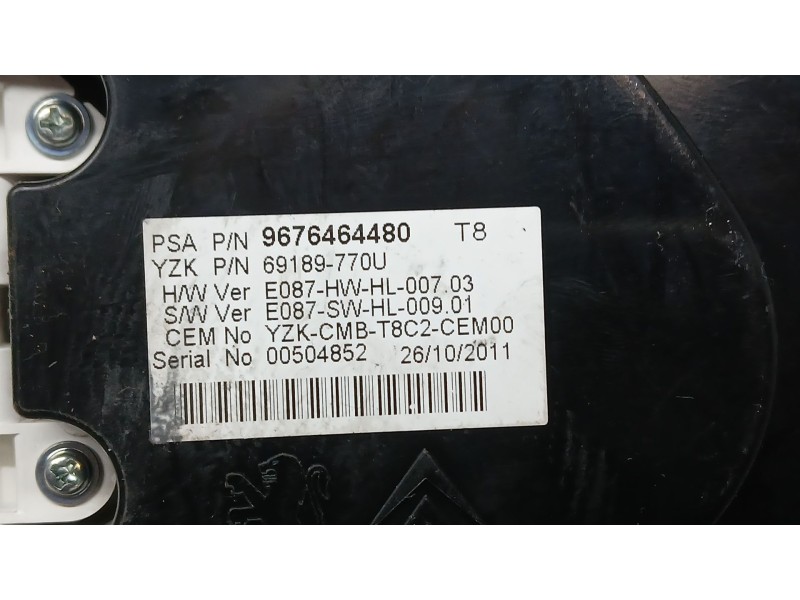 PSA P/N 9676464480 T8
YZK P/N 69189-770U
H/W Ver E087-HW-HL-007.03
S/W Ver E087-SW-HL-009.01
CEM No YZK-CMB-T8C2-CEM00
Serial No 00504852 26/10/2011